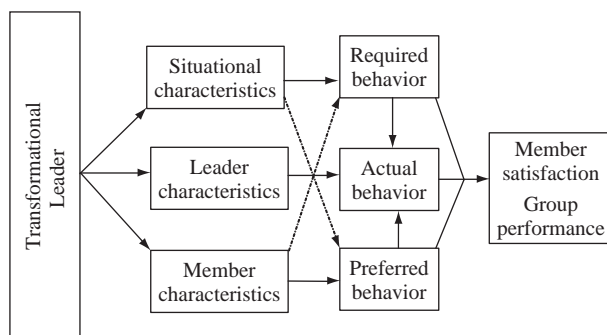 Transformational
Leader
Situational
characteristics
Leader
characteristics
Member
characteristics
Required
behavior
Actual
behavior
Preferred
behavior
Member
satisfaction
Group
performance